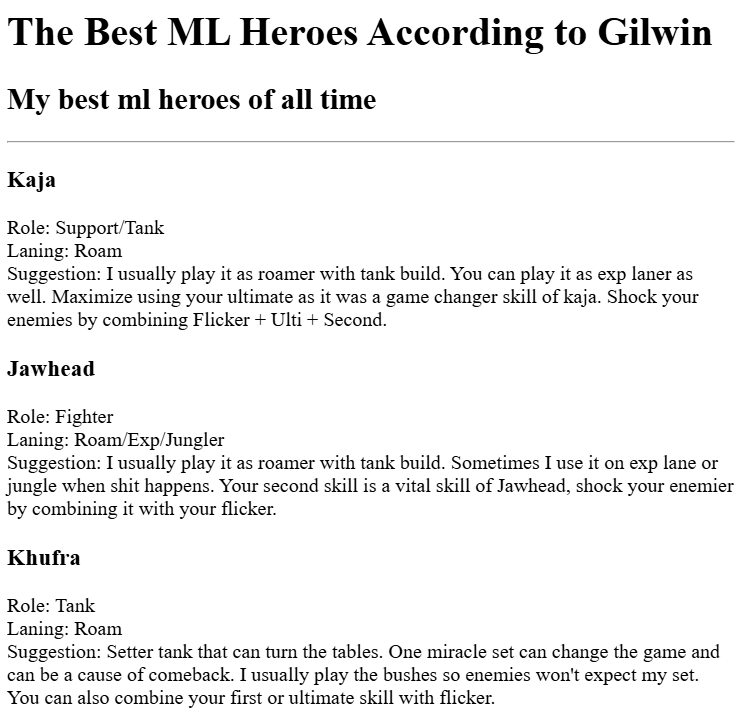 The Best ML Heroes According to Gilwin
My best ml heroes of all time
Kaja
Role: Support/Tank
Laning: Roam
Suggestion: I usually play it as roamer with tank build. You can play it as exp laner as
well. Maximize using your ultimate as it was a game changer skill of kaja. Shock your
enemies by combining Flicker + Ulti + Second.
Jawhead
Role: Fighter
Laning: Roam/Exp/Jungler
Suggestion: I usually play it as roamer with tank build. Sometimes I use it on exp lane or
jungle when shit happens. Your second skill is a vital skill of Jawhead, shock your enemier
by combining it with your flicker.
Khufra
Role: Tank
Laning: Roam
Suggestion: Setter tank that can turn the tables. One miracle set can change the game and
can be a cause of comeback. I usually play the bushes so enemies won't expect my set.
You can also combine your first or ultimate skill with flicker.